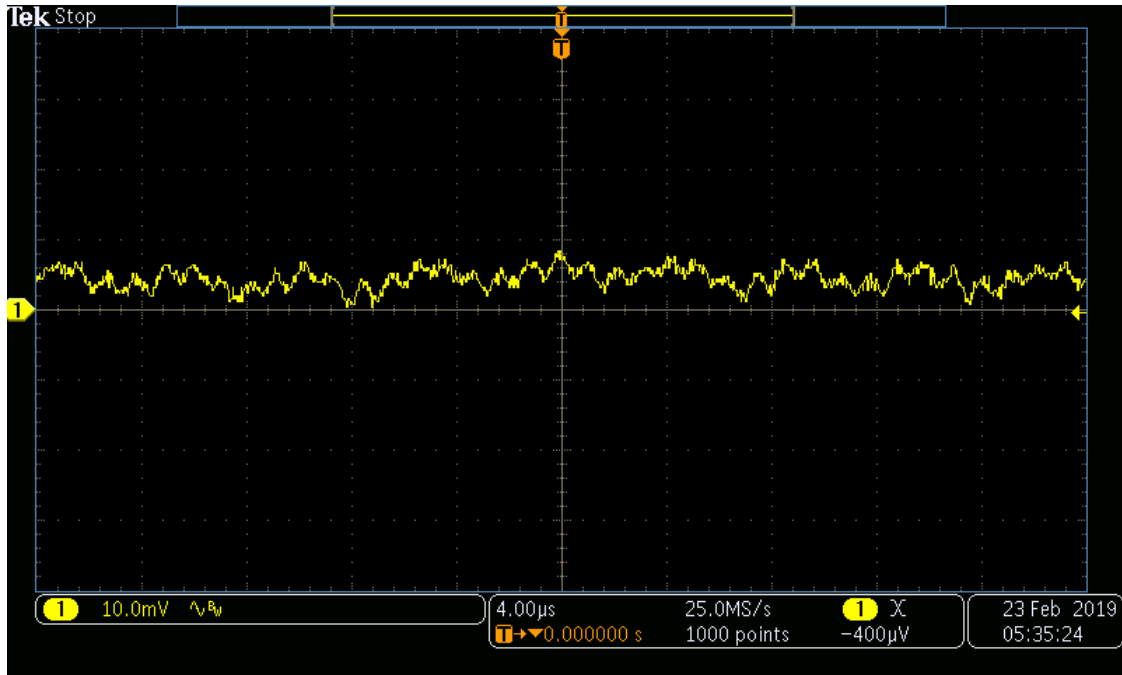 Tek Stop
T
T
1
1 10.0mV BW
4.00μs 25.0MS/s 1 X
T→▼0.000000 s 1000 points −400μV
23 Feb 2019
05:35:24